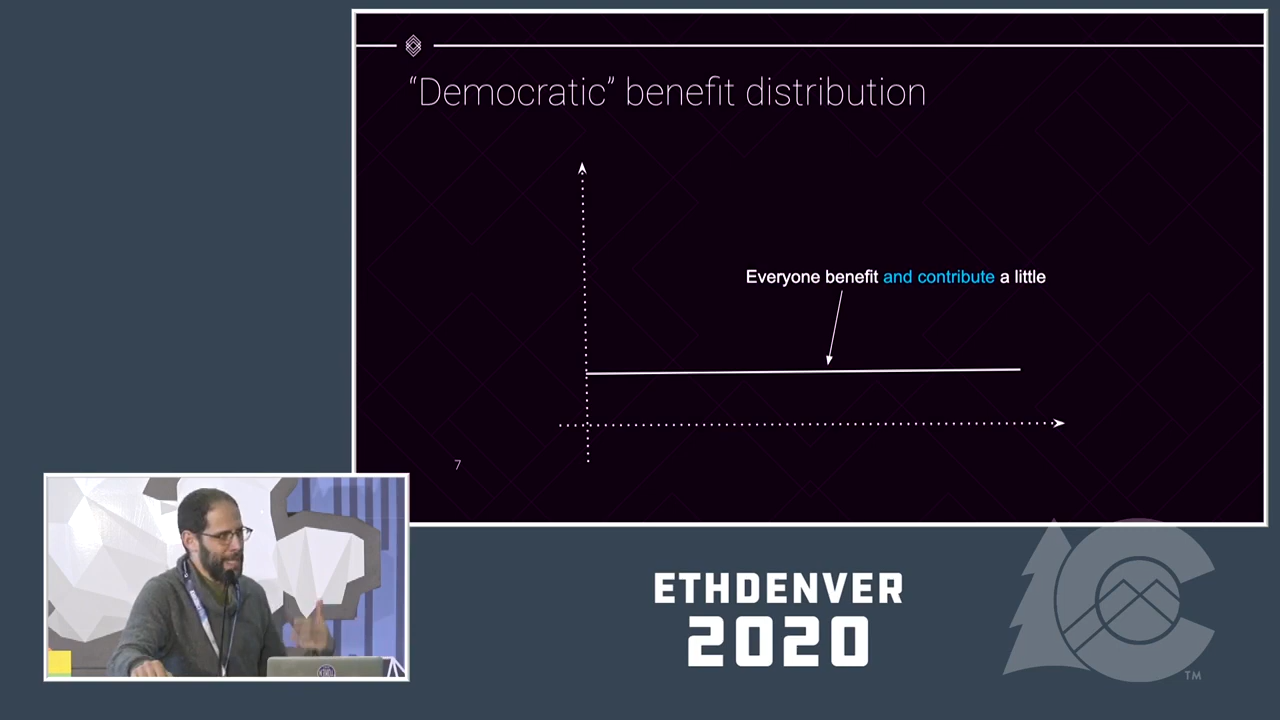 “Democratic” benefit distribution
Everyone benefit and contribute a little
7
ETHDENVER
2020
TM